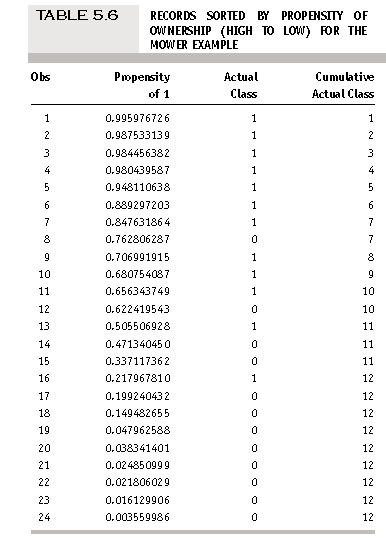 TABLE 5.6
RECORDS SORTED BY PROPENSITY OF
OWNERSHIP (HIGH TO LOW) FOR THE
MOWER EXAMPLE
Obs Propensity of 1 Actual Class Cumulative Actual Class
1 0.995976726 1 1
2 0.987533139 1 2
3 0.984456382 1 3
4 0.980439587 1 4
5 0.948110638 1 5
6 0.889297203 1 6
7 0.847631864 1 7
8 0.762806287 0 7
9 0.706991915 1 8
10 0.680754087 1 9
11 0.656343749 1 10
12 0.622419543 0 10
13 0.505506928 1 11
14 0.471340450 0 11
15 0.337117362 0 11
16 0.217967810 1 12
17 0.199240432 0 12
18 0.149482655 0 12
19 0.047962588 0 12
20 0.038341401 0 12
21 0.024850999 0 12
22 0.021806029 0 12
23 0.016129906 0 12
24 0.003559986 0 12